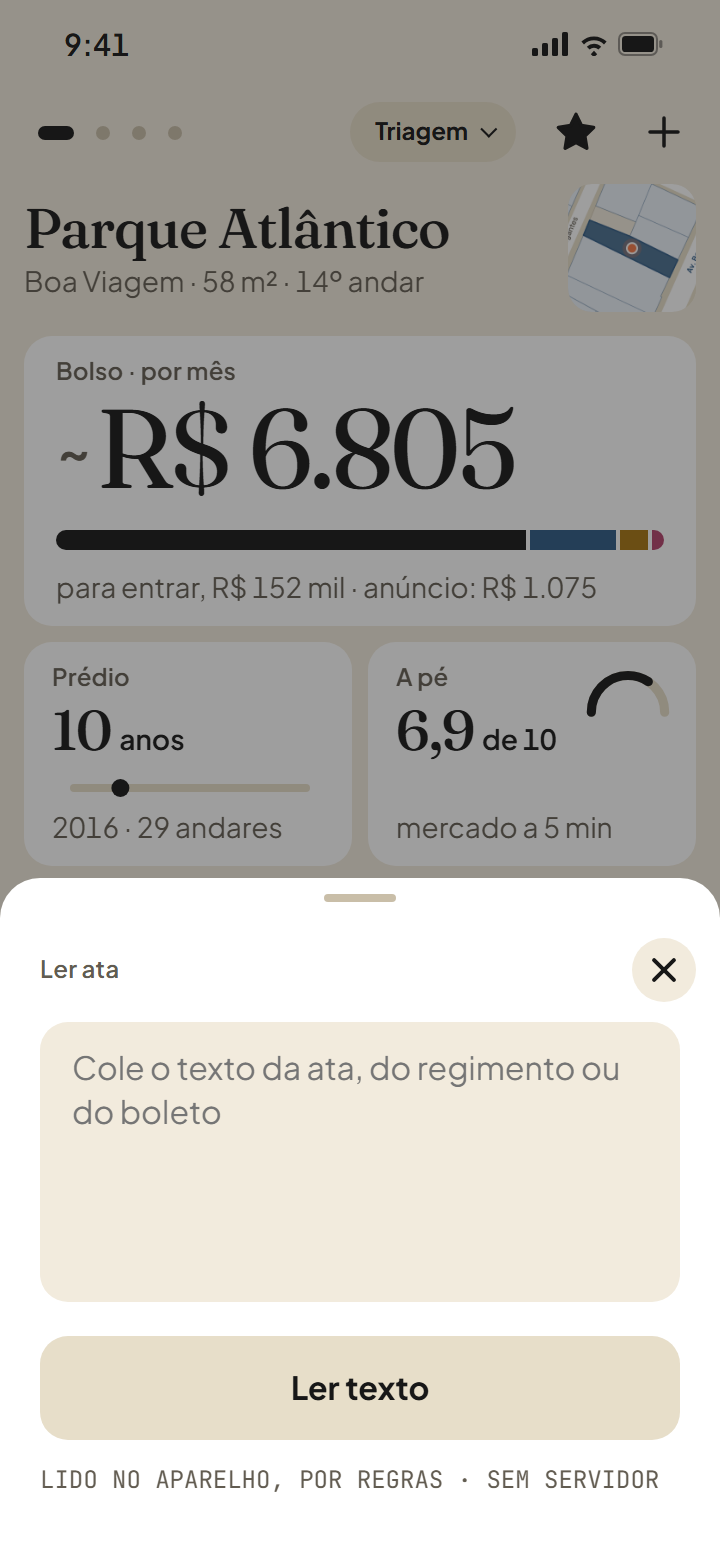 9:41
Triagem
Parque Atlântico
Boa Viagem · 58 m² · 14º andar
Bolso · por mês
~R$ 6.805
para entrar, R$ 152 mil · anúncio: R$ 1.075
Prédio
10 anos
2016 · 29 andares
A pé
6,9 de 10
mercado a 5 min
Ler ata
Cole o texto da ata, do regimento ou
do boleto
Ler texto
LIDO NO APARELHO, POR REGRAS · SEM SERVIDOR